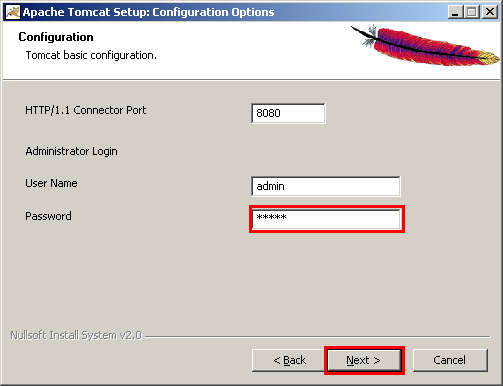 Apache Tomcat Setup: Configuration Options
Configuration
Tomcat basic configuration.
HTTP/1.1 Connector Port
8080
Administrator Login
User Name
admin
Password
*****
Nullsoft Install System v2.0
< Back
Next >
Cancel